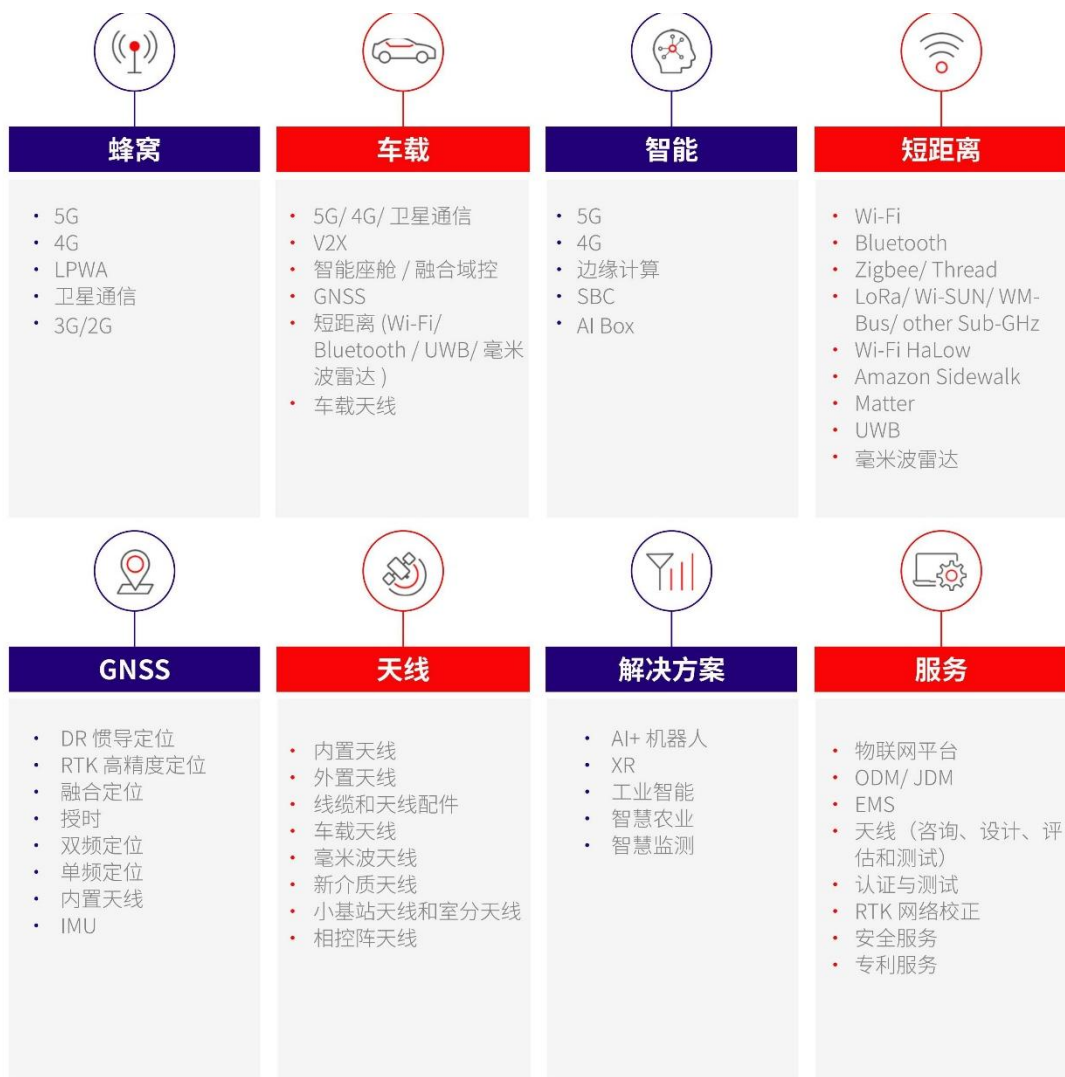 蜂窝
• 5G
• 4G
• LPWA
• 卫星通信
• 3G/2G
车载
• 5G/ 4G/ 卫星通信
• V2X
• 智能座舱 / 融合域控
• GNSS
• 短距离 (Wi-Fi/
Bluetooth / UWB/ 毫米
波雷达 )
• 车载天线
智能
• 5G
• 4G
• 边缘计算
• SBC
• AI Box
短距离
• Wi-Fi
• Bluetooth
• Zigbee/ Thread
• LoRa/ Wi-SUN/ WM-
Bus/ other Sub-GHz
• Wi-Fi HaLow
• Amazon Sidewalk
• Matter
• UWB
• 毫米波雷达
GNSS
• DR 惯导定位
• RTK 高精度定位
• 融合定位
• 授时
• 双频定位
• 单频定位
• 内置天线
• IMU
天线
• 内置天线
• 外置天线
• 线缆和天线配件
• 车载天线
• 毫米波天线
• 新介质天线
• 小基站天线和室分天线
• 相控阵天线
解决方案
• AI+ 机器人
• XR
• 工业智能
• 智慧农业
• 智慧监测
服务
• 物联网平台
• ODM/ JDM
• EMS
• 天线（咨询、设计、评
估和测试）
• 认证与测试
• RTK 网络校正
• 安全服务
• 专利服务